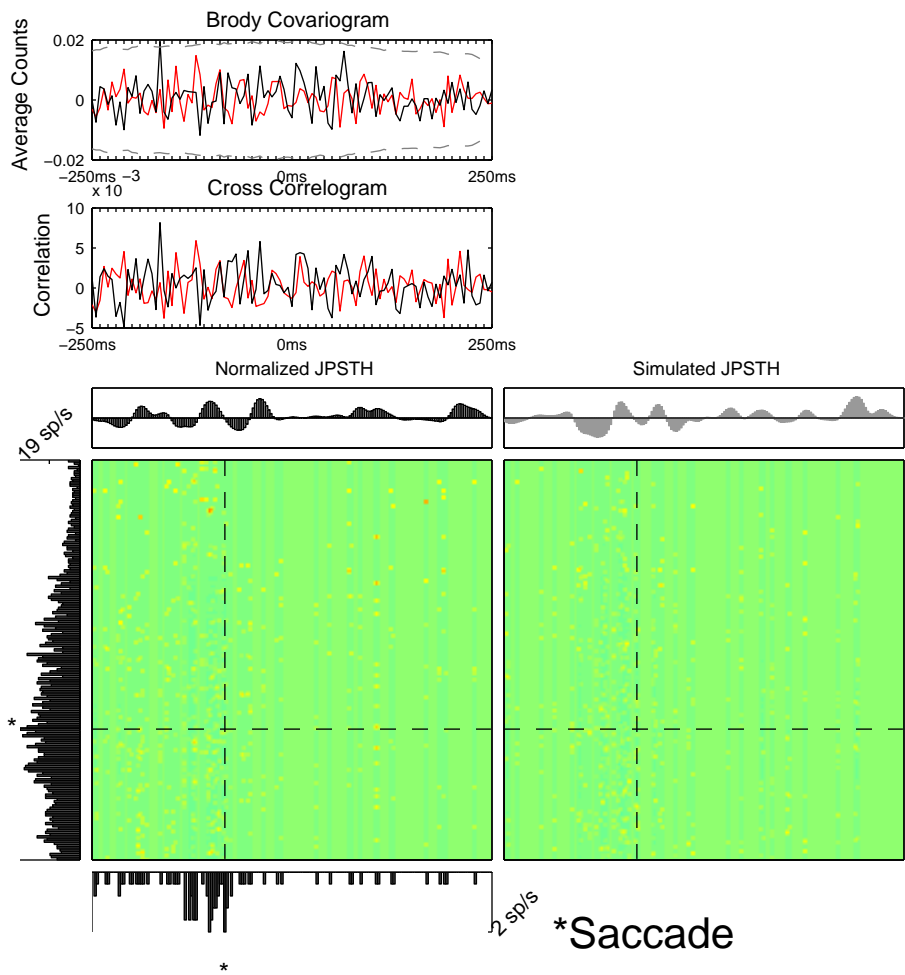 Brody Covariogram
Average Counts
0.02
0
−0.02
−250ms
0ms
250ms
x 10 −3
Cross Correlogram
Correlation
10
5
0
−5
−250ms
0ms
250ms
Normalized JPSTH
Simulated JPSTH
19 sp/s
*
2 sp/s
*
*Saccade